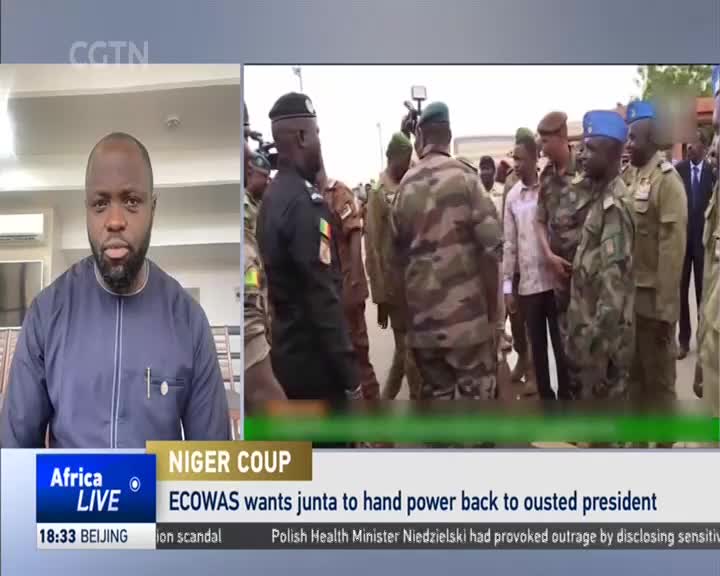 CGTN
NIGER COUP
Africa
LIVE
ECOWAS wants junta to hand power back to ousted president
18:33 BEIJING
ion scandal Polish Health Minister Niedzielski had provoked outrage by disclosing sensitiv